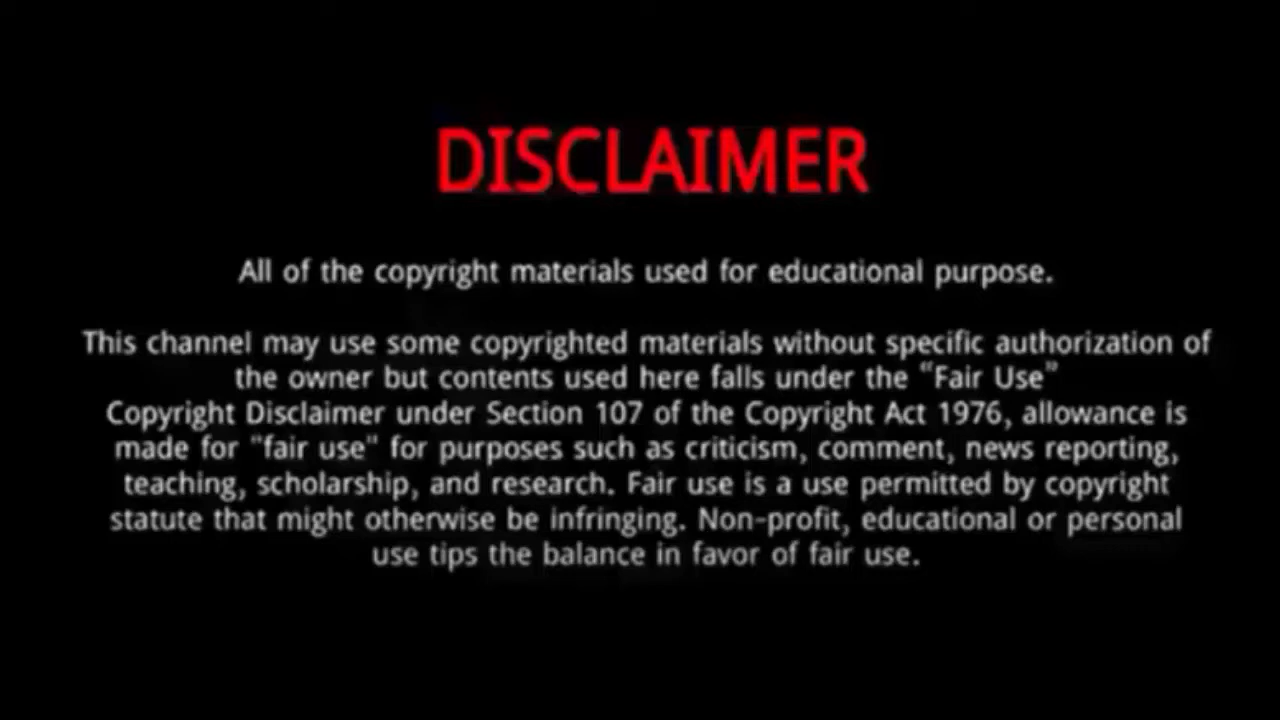 DISCLAIMER
All of the copyright materials used for educational purpose.
This channel may use some copyrighted materials without specific authorization of
the owner but contents used here falls under the “Fair Use”
Copyright Disclaimer under Section 107 of the Copyright Act 1976, allowance is
made for "fair use" for purposes such as criticism, comment, news reporting,
teaching, scholarship, and research. Fair use is a use permitted by copyright
statute that might otherwise be infringing. Non-profit, educational or personal
use tips the balance in favor of fair use.